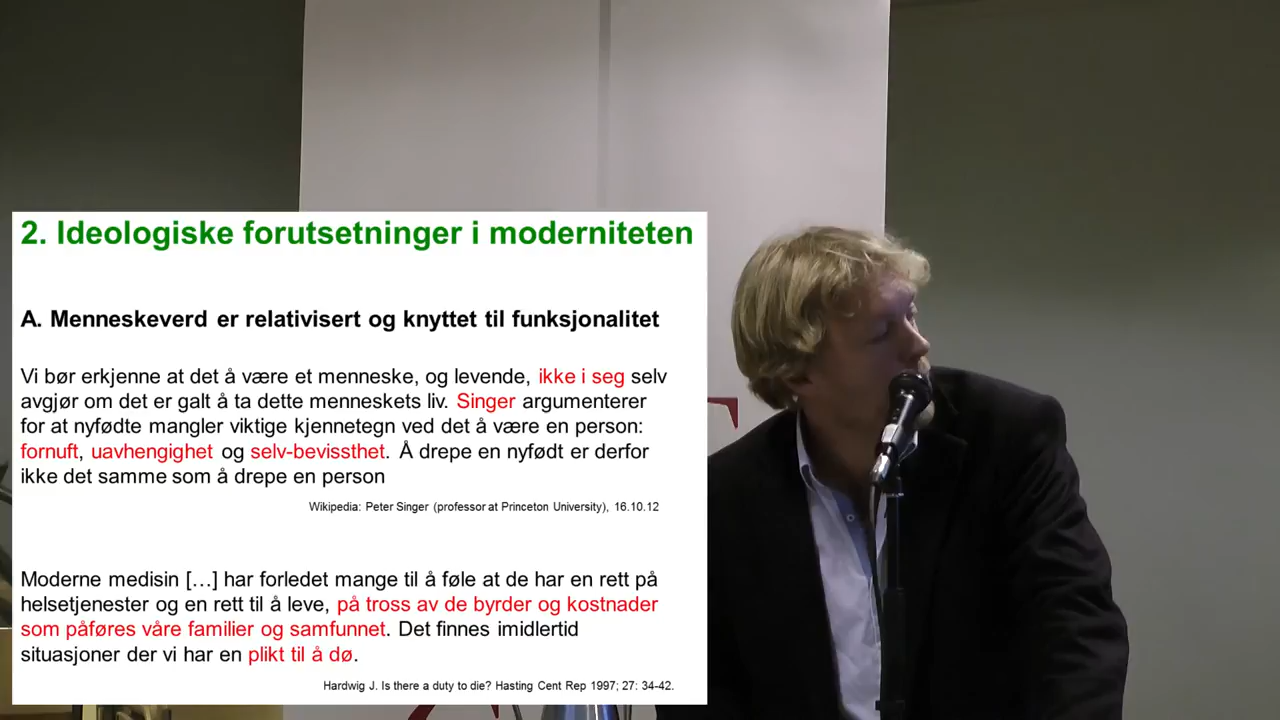 2. Ideologiske forutsetninger i moderniteten
A. Menneskeverd er relativisert og knyttet til funksjonalitet
Vi bør erkjenne at det å være et menneske, og levende, ikke i seg selv
avgjør om det er galt å ta dette menneskets liv. Singer argumenterer
for at nyfødte mangler viktige kjennetegn ved det å være en person:
fornuft, uavhengighet og selv-bevissthet. Å drepe en nyfødt er derfor
ikke det samme som å drepe en person
Wikipedia: Peter Singer (professor at Princeton University), 16.10.12
Moderne medisin […] har forledet mange til å føle at de har en rett på
helsetjenester og en rett til å leve, på tross av de byrder og kostnader
som påføres våre familier og samfunnet. Det finnes imidlertid
situasjoner der vi har en plikt til å dø.
Hardwig J. Is there a duty to die? Hasting Cent Rep 1997; 27: 34-42.